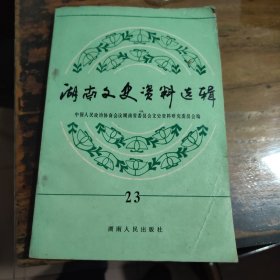 湖南文史资料选辑
中国人民政治协商会议湖南省委员会文史资料研究委员会编
23
湖南人民出版社